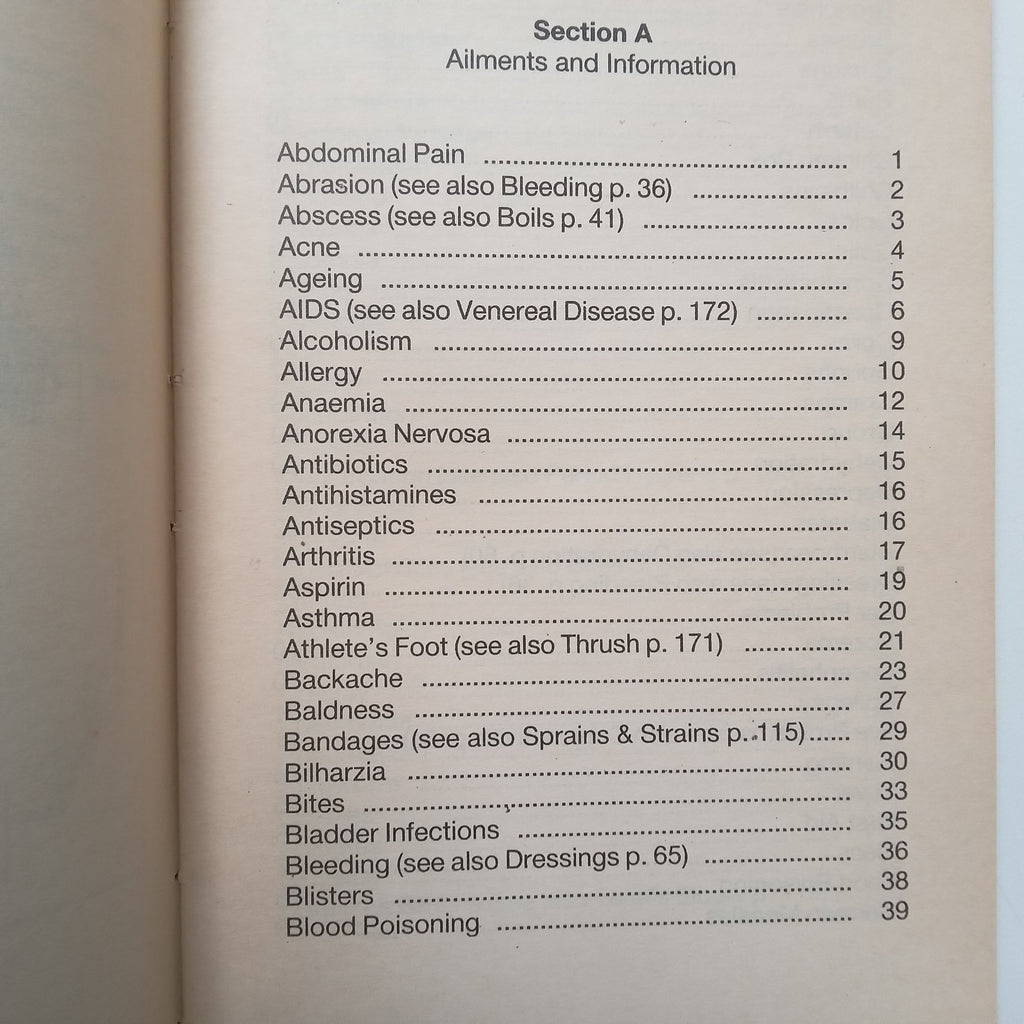 Section A
Ailments and Information
Abdominal Pain ........................................................ 1
Abrasion (see also Bleeding p. 36) ........................ 2
Abscess (see also Boils p. 41) ................................ 3
Acne ........................................................................... 4
Ageing ........................................................................ 5
AIDS (see also Venereal Disease p. 172) .............. 6
Alcoholism ................................................................ 9
Allergy ........................................................................ 10
Anaemia .................................................................... 12
Anorexia Nervosa .................................................... 14
Antibiotics ................................................................. 15
Antihistamines ......................................................... 16
Antiseptics ................................................................ 16
Arthritis ...................................................................... 17
Aspirin ....................................................................... 19
Asthma ...................................................................... 20
Athlete's Foot (see also Thrush p. 171) ................ 21
Backache .................................................................. 23
Baldness ................................................................... 27
Bandages (see also Sprains & Strains p. 115)...... 29
Bilharzia .................................................................... 30
Bites ........................................................................... 33
Bladder Infections ................................................... 35
Bleeding (see also Dressings p. 65) ...................... 36
Blisters ...................................................................... 38
Blood Poisoning ...................................................... 39